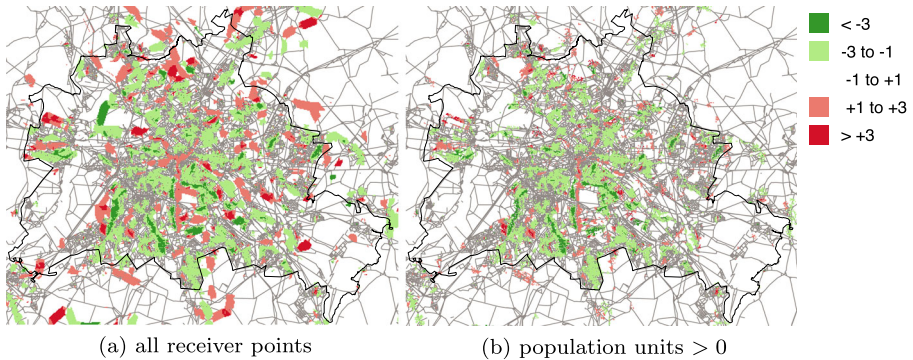 < -3
-3 to -1
-1 to +1
+1 to +3
> +3
(a) all receiver points
(b) population units > 0